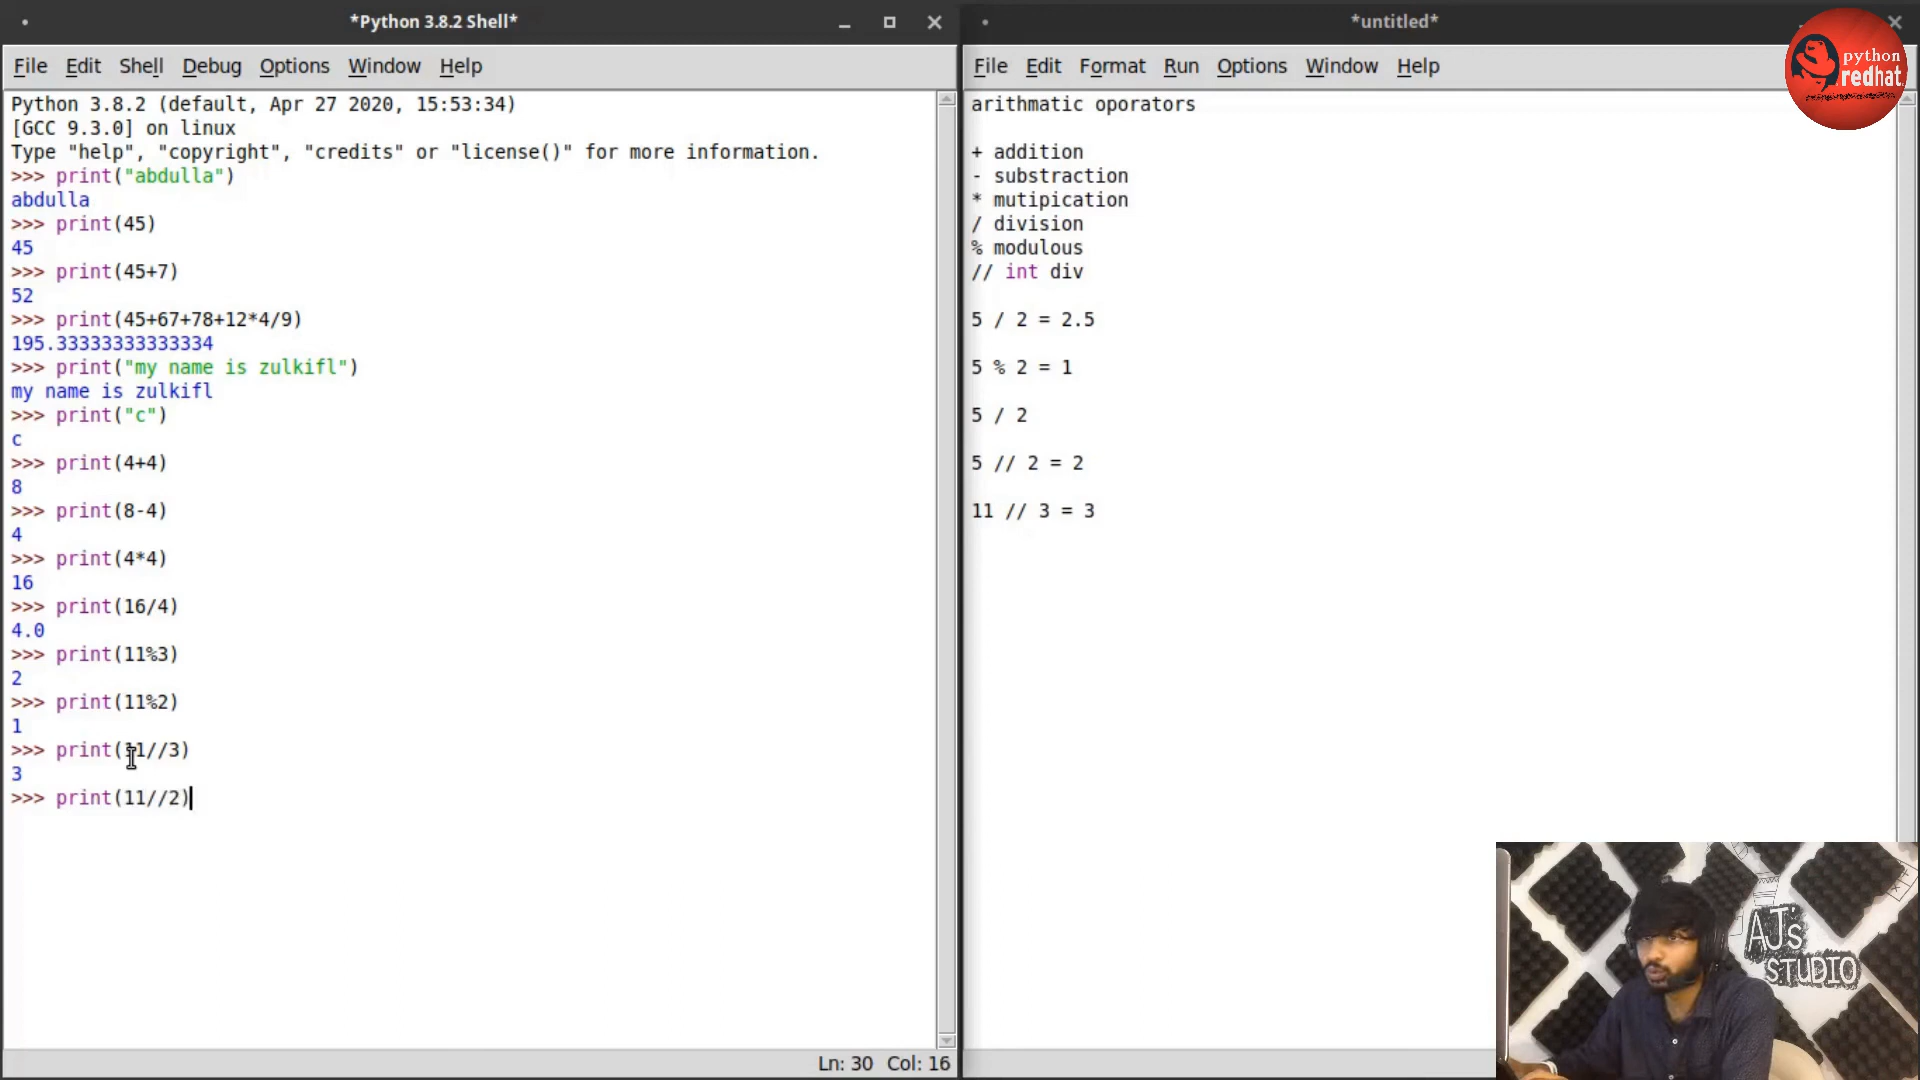 *Python 3.8.2 Shell*
File Edit Shell Debug Options Window Help
Python 3.8.2 (default, Apr 27 2020, 15:53:34)
[GCC 9.3.0] on linux
Type "help", "copyright", "credits" or "license()" for more information.
>>> print("abdulla")
abdulla
>>> print(45)
45
>>> print(45+7)
52
>>> print(45+67+78+12*4/9)
195.33333333333334
>>> print("my name is zulkifl")
my name is zulkifl
>>> print("c")
c
>>> print(4+4)
8
>>> print(8-4)
4
>>> print(4*4)
16
>>> print(16/4)
4.0
>>> print(11%3)
2
>>> print(11%2)
1
>>> print(11//3)
3
>>> print(11//2)
Ln: 30 Col: 16
*untitled*
File Edit Format Run Options Window Help
arithmatic oporators
+ addition
- substraction
* mutipication
/ division
% modulous
// int div
5 / 2 = 2.5
5 % 2 = 1
5 / 2
5 // 2 = 2
11 // 3 = 3
python
redhat
AJ's
STUDIO